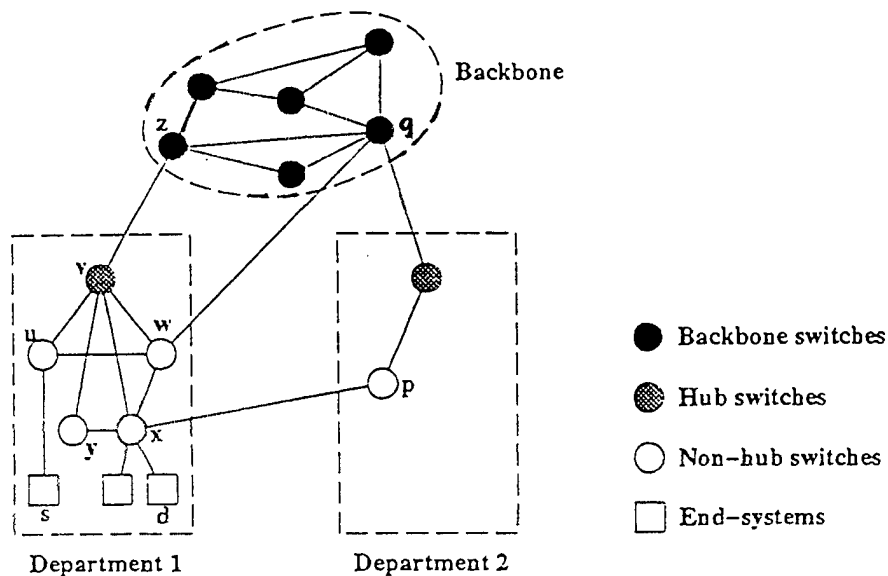 Backbone
z
q
v
u
w
p
y
x
s
d
Department 1
Department 2
Backbone switches
Hub switches
Non-hub switches
End-systems